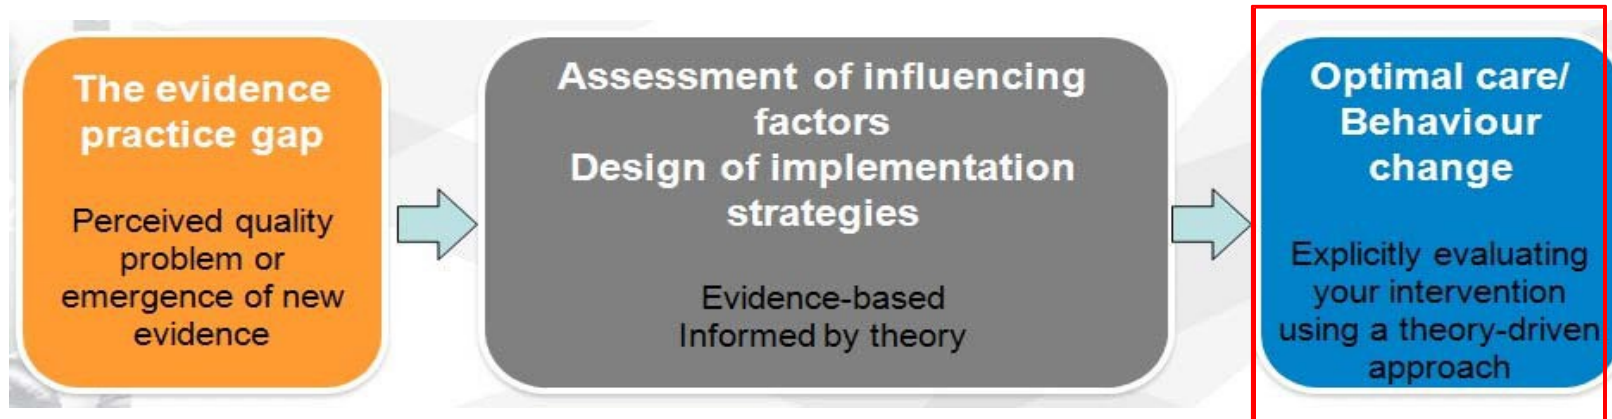 The evidence
practice gap
Perceived quality
problem or
emergence of new
evidence
Assessment of influencing
factors
Design of implementation
strategies
Evidence-based
Informed by theory
Optimal care/
Behaviour
change
Explicitly evaluating
your intervention
using a theory-driven
approach